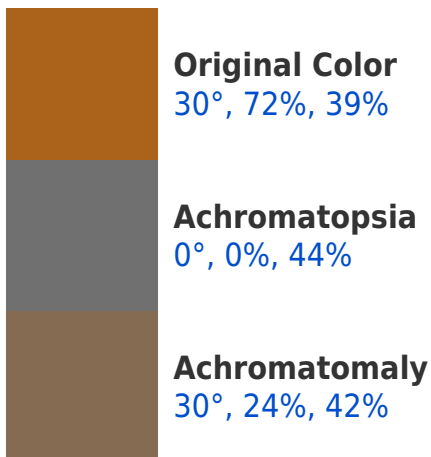 Original Color
30°, 72%, 39%
Achromatopsia
0°, 0%, 44%
Achromatomaly
30°, 24%, 42%